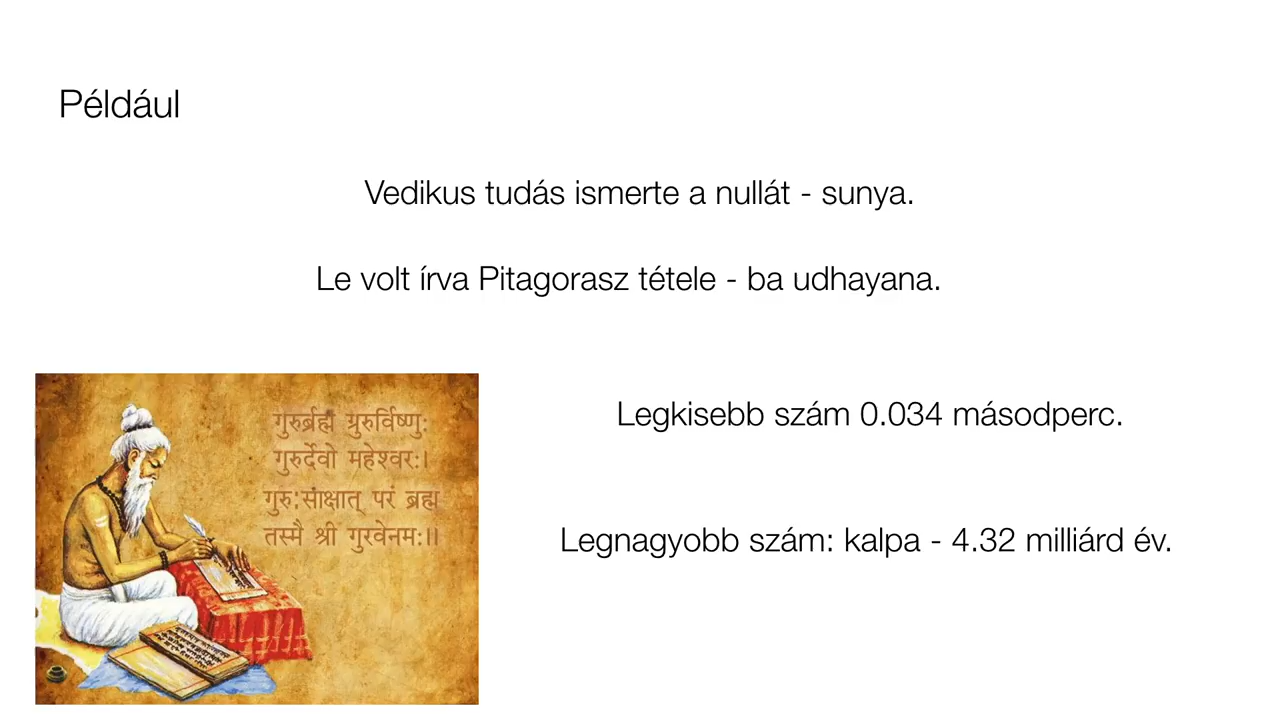 Például
Vedikus tudás ismerte a nullát - sunya.
Le volt írva Pitagorasz tétele - ba udhayana.
गुरुर्ब्रह्मे ग्रुरुर्विष्णु:
गुरुर्देवो महेश्वर:।
गुरु:साक्षात् परं ब्रह्म
तस्मै श्री गुरवेनम:॥
Legkisebb szám 0.034 másodperc.
Legnagyobb szám: kalpa - 4.32 milliárd év.